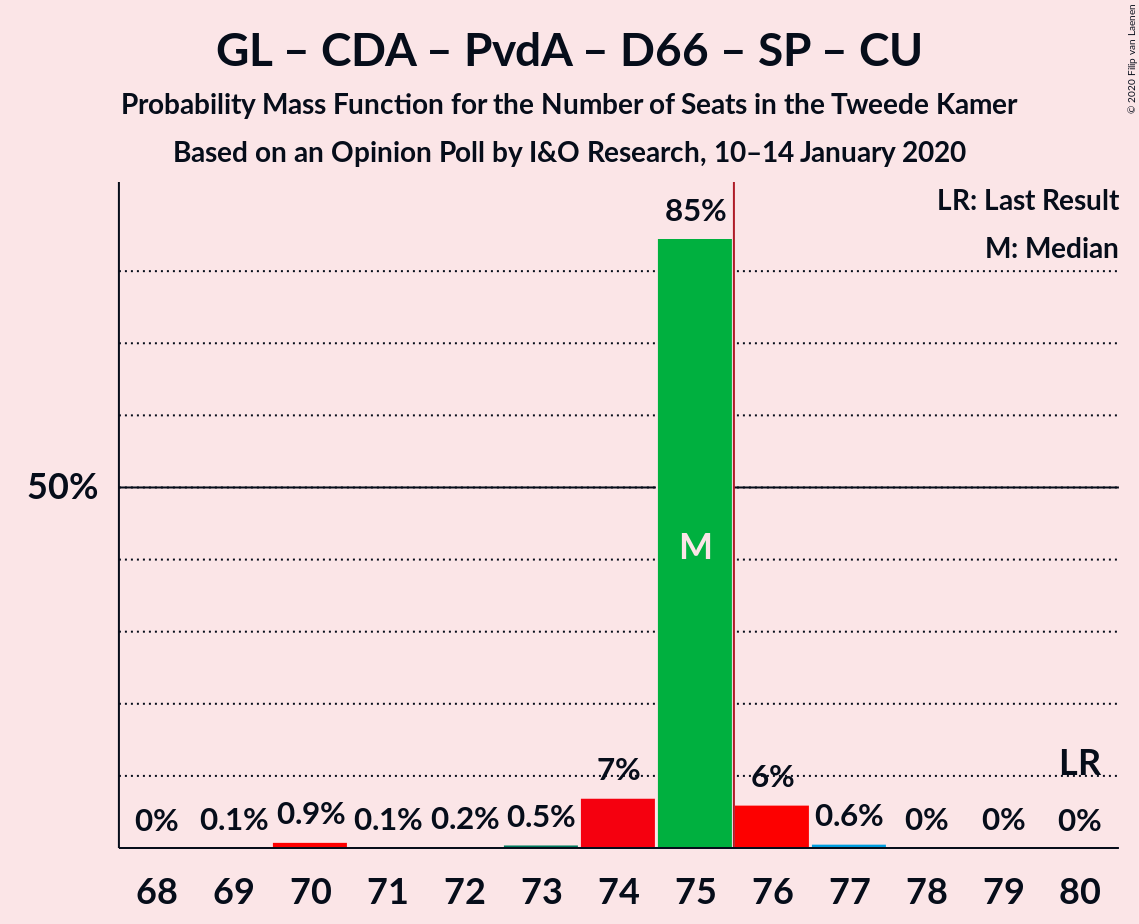 GL – CDA – PvdA – D66 – SP – CU
Probability Mass Function for the Number of Seats in the Tweede Kamer
Based on an Opinion Poll by I&O Research, 10–14 January 2020
© 2020 Filip van Laenen
LR: Last Result
M: Median
85%
50%
M
LR
0% 0.1% 0.9% 0.1% 0.2% 0.5% 7% 6% 0.6% 0% 0% 0%
68 69 70 71 72 73 74 75 76 77 78 79 80